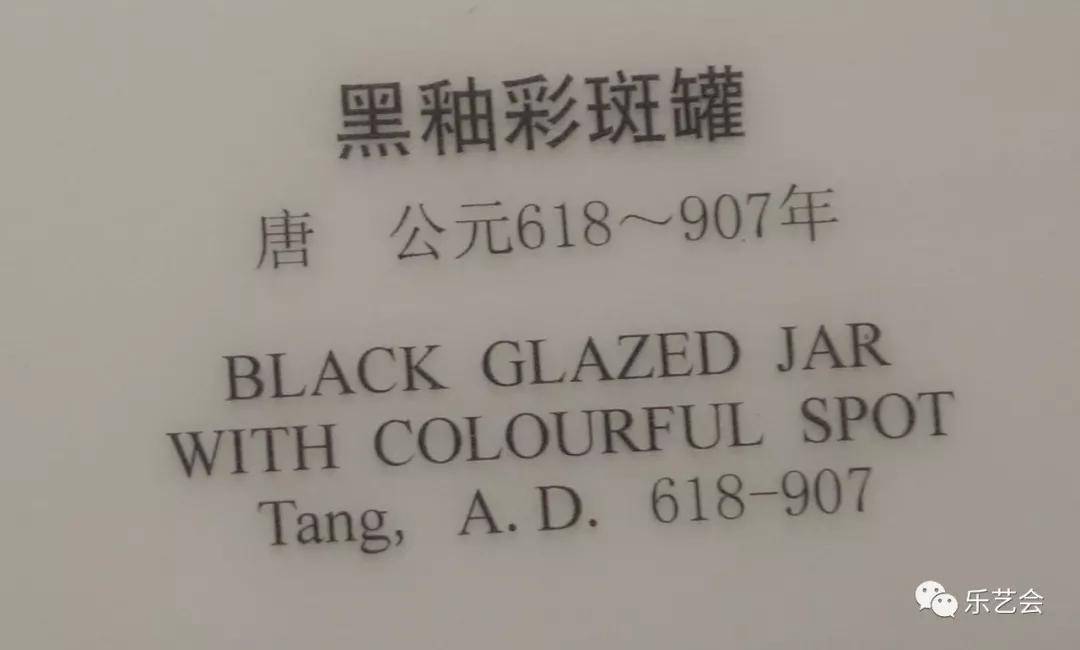 黑釉彩斑罐
唐 公元618～907年
BLACK GLAZED JAR
WITH COLOURFUL SPOT
Tang, A.D. 618-907
乐艺会